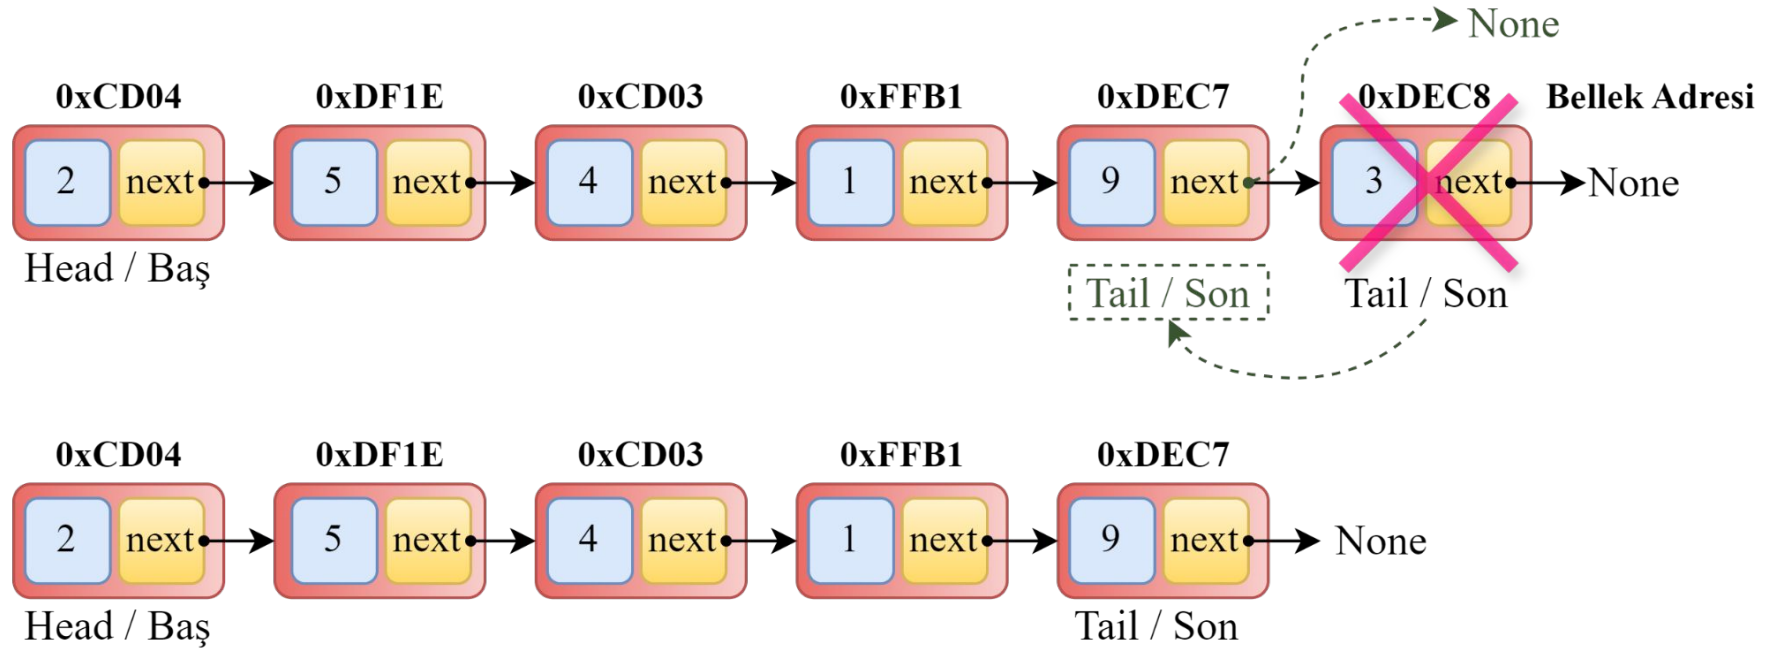 None
0xCD04 0xDF1E 0xCD03 0xFFB1 0xDEC7 0xDEC8 Bellek Adresi
2 next 5 next 4 next 1 next 9 next 3 next None
Head / Baş Tail / Son Tail / Son
0xCD04 0xDF1E 0xCD03 0xFFB1 0xDEC7
2 next 5 next 4 next 1 next 9 next None
Head / Baş Tail / Son